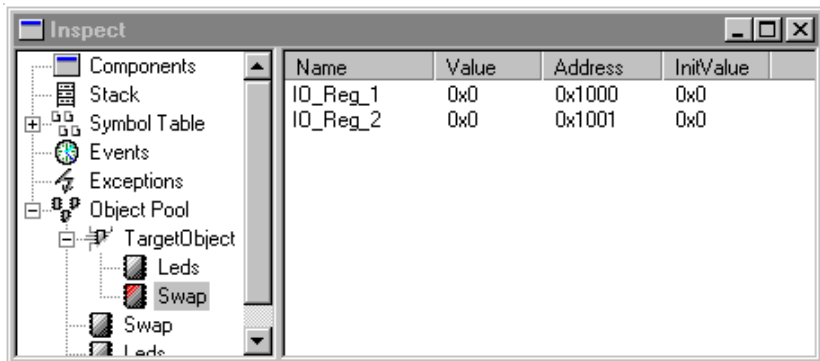 Inspect
Components
Stack
Symbol Table
Events
Exceptions
Object Pool
TargetObject
Leds
Swap
Swap
Leds
Name Value Address InitValue
IO_Reg_1 0x0 0x1000 0x0
IO_Reg_2 0x0 0x1001 0x0